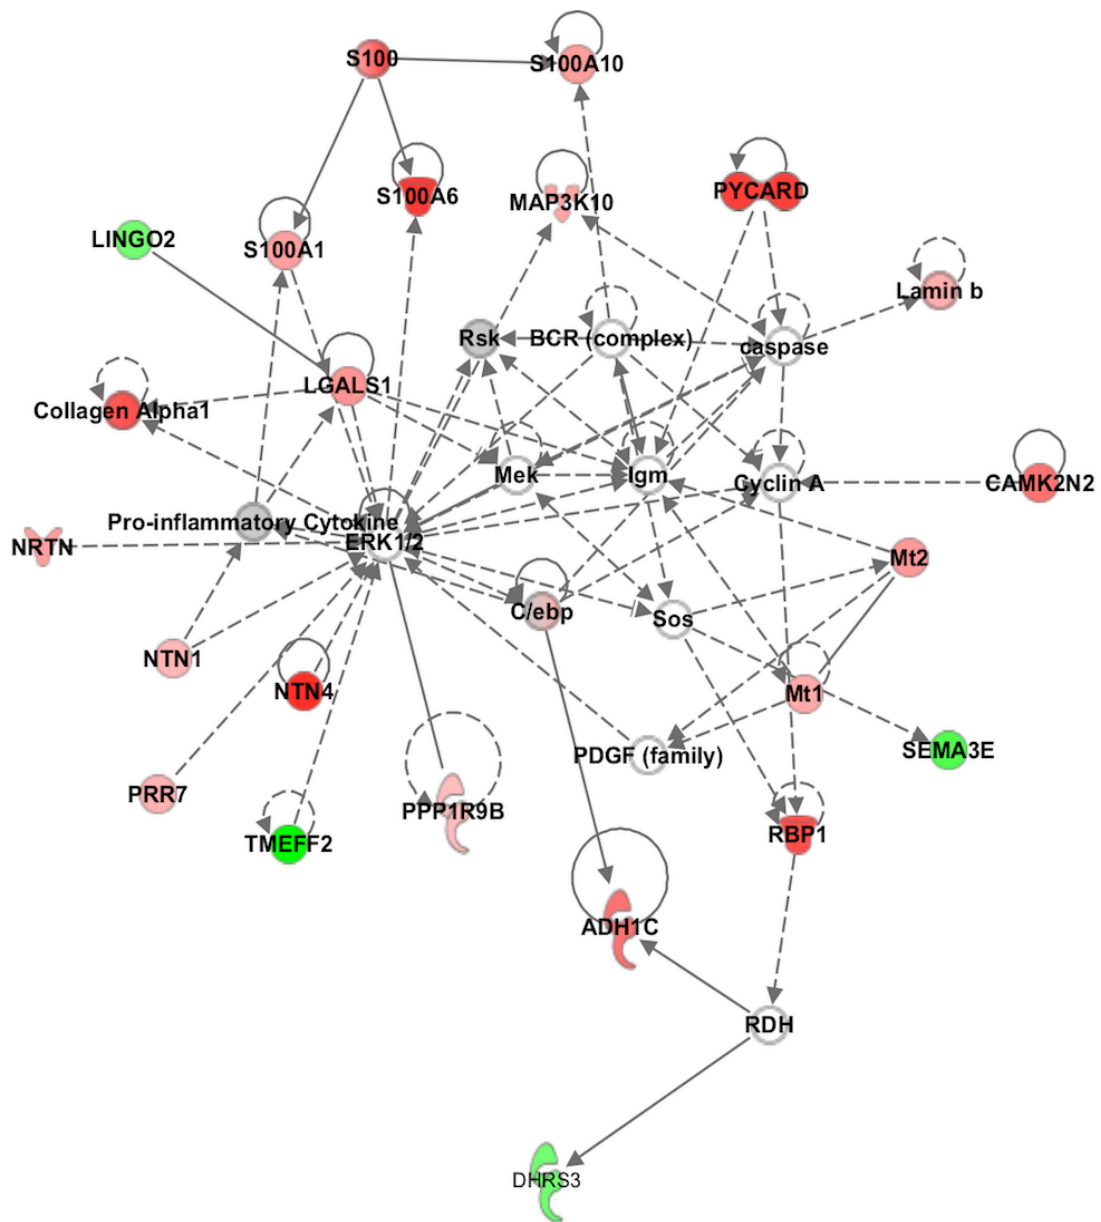 S100
S100A10
S100A6
MAP3K10
PYCARD
LINGO2
S100A1
Lamin b
Rsk
BCR (complex)
caspase
LGALS1
Collagen Alpha1
Mek
Igm
Cyclin A
CAMK2N2
Pro-inflammatory Cytokine
ERK1/2
NRTN
Mt2
C/ebp
Sos
NTN1
NTN4
Mt1
SEMA3E
PDGF (family)
PRR7
PPP1R9B
TMEFF2
RBP1
ADH1C
RDH
DHRS3